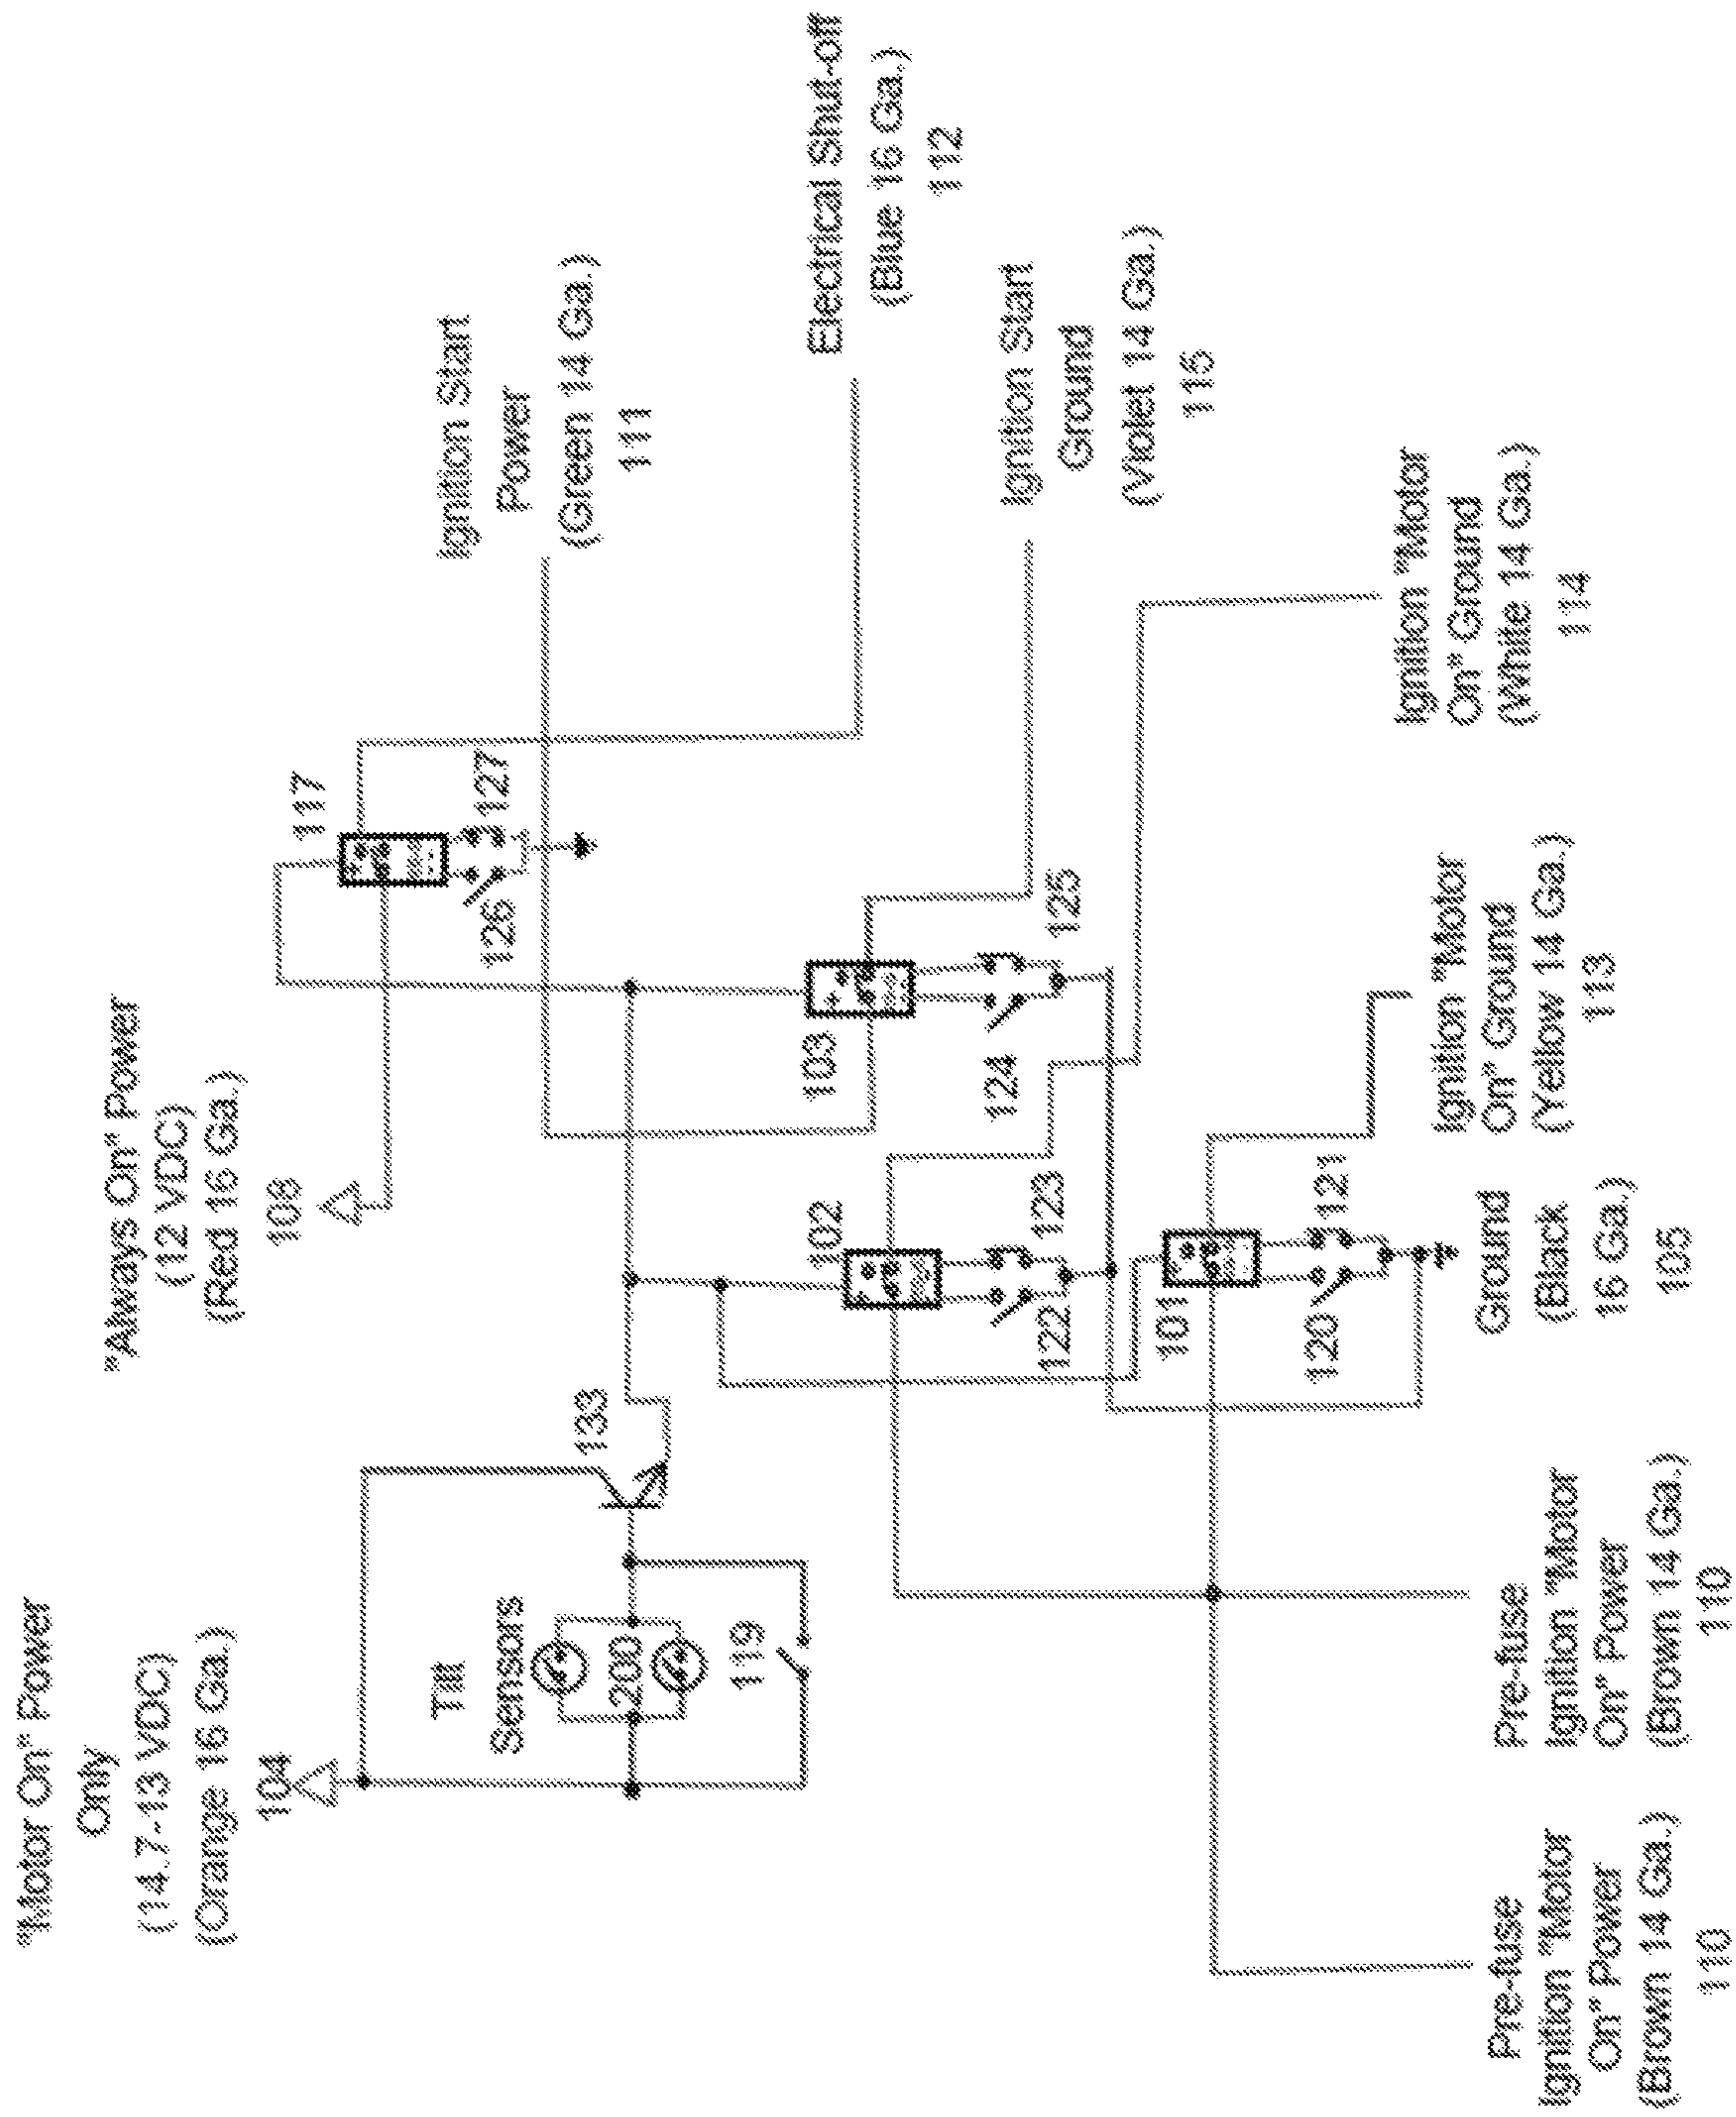 "Motor On" Power
Only
(14.7-13 VDC)
(Orange 16 Ga.)
104
"Always On" Power
(12 VDC)
(Red 16 Ga.)
108
117
126
127
Ignition Start
Power
(Green 14 Ga.)
111
Electrical Shut-off
(Blue 16 Ga.)
112
Tilt
Sensors
200
119
133
103
124
125
Ignition Start
Ground
(Violet 14 Ga.)
115
102
122
123
101
120
121
Ignition "Motor
On" Ground
(White 14 Ga.)
114
Pre-fuse
Ignition "Motor
On" Power
(Brown 14 Ga.)
110
Pre-fuse
Ignition "Motor
On" Power
(Brown 14 Ga.)
110
Ground
(Black
16 Ga.)
105
Ignition "Motor
On" Ground
(Yellow 14 Ga.)
113